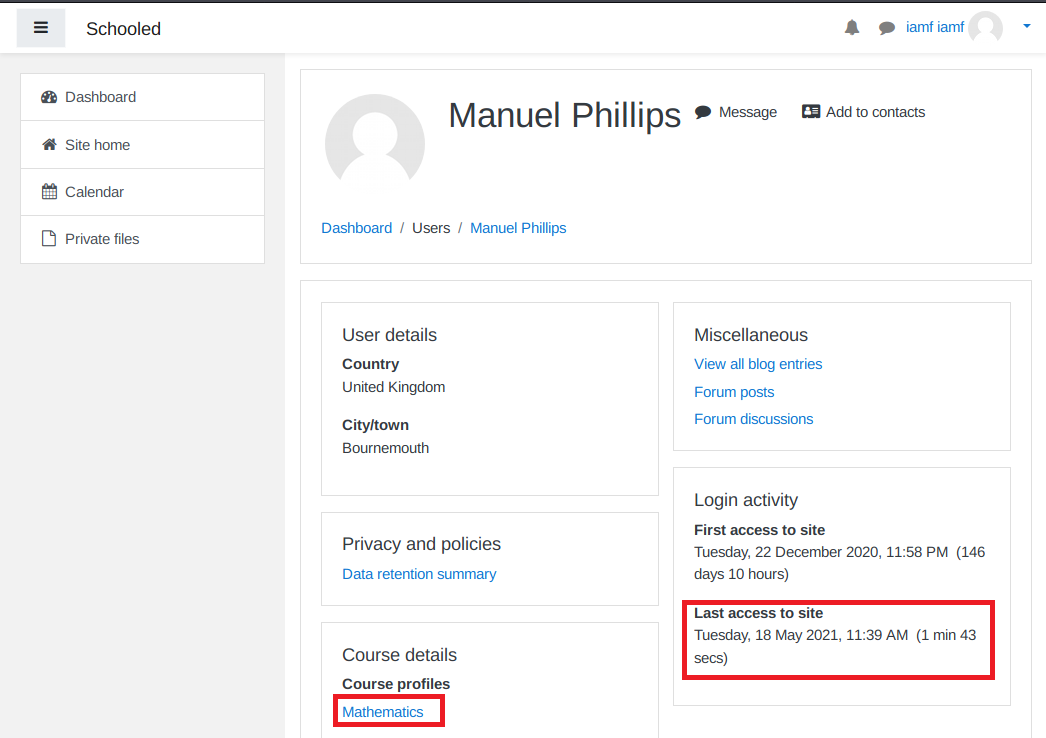 Schooled
iamf iamf
Dashboard
Site home
Calendar
Private files
Manuel Phillips
Message
Add to contacts
Dashboard / Users / Manuel Phillips
User details
Country
United Kingdom
City/town
Bournemouth
Privacy and policies
Data retention summary
Course details
Course profiles
Mathematics
Miscellaneous
View all blog entries
Forum posts
Forum discussions
Login activity
First access to site
Tuesday, 22 December 2020, 11:58 PM (146
days 10 hours)
Last access to site
Tuesday, 18 May 2021, 11:39 AM (1 min 43
secs)